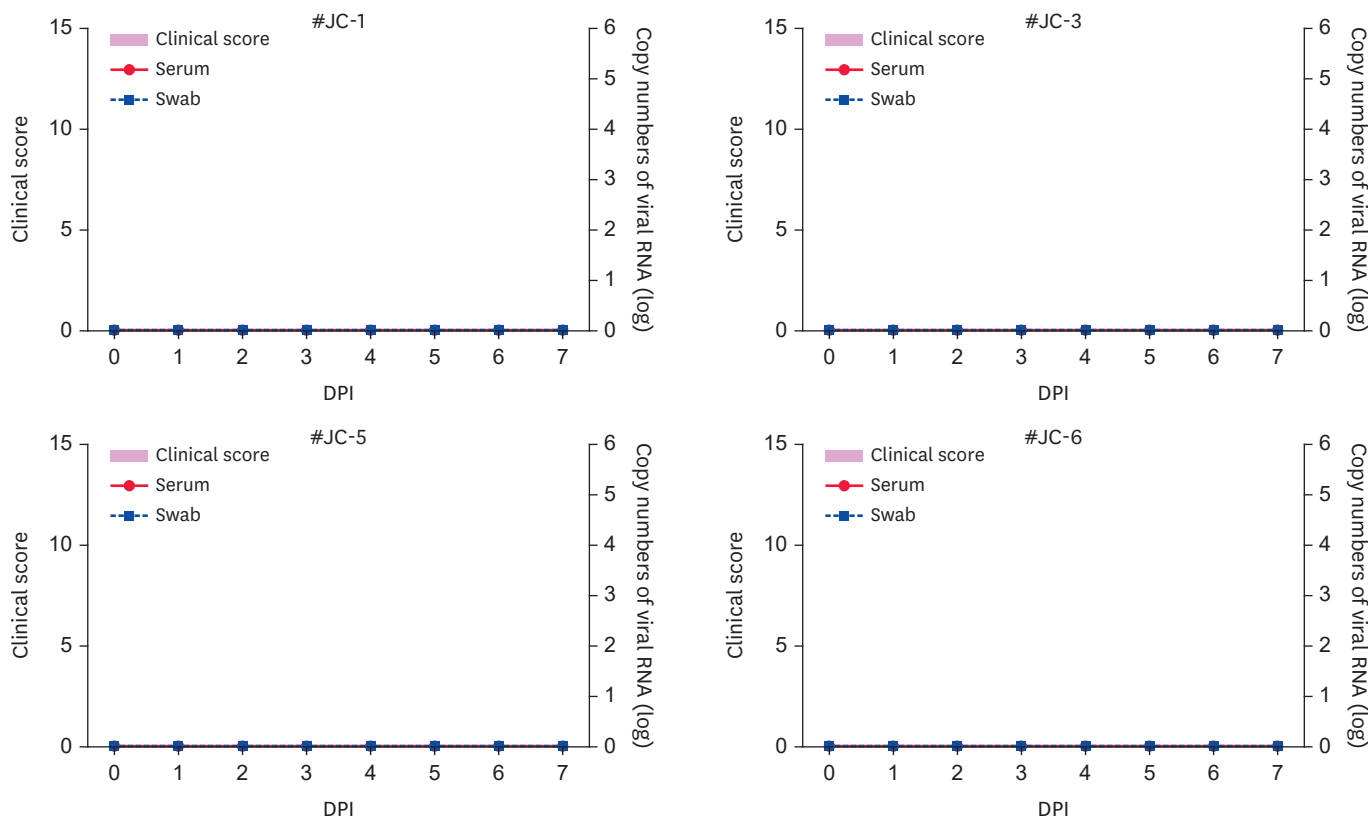 #JC-1
15
10
5
0
Clinical score
Clinical score
Serum
Swab
6
5
4
3
2
1
0
Copy numbers of viral RNA (log)
0 1 2 3 4 5 6 7
DPI
#JC-3
15
10
5
0
Clinical score
Clinical score
Serum
Swab
6
5
4
3
2
1
0
Copy numbers of viral RNA (log)
0 1 2 3 4 5 6 7
DPI
#JC-5
15
10
5
0
Clinical score
Clinical score
Serum
Swab
6
5
4
3
2
1
0
Copy numbers of viral RNA (log)
0 1 2 3 4 5 6 7
DPI
#JC-6
15
10
5
0
Clinical score
Clinical score
Serum
Swab
6
5
4
3
2
1
0
Copy numbers of viral RNA (log)
0 1 2 3 4 5 6 7
DPI